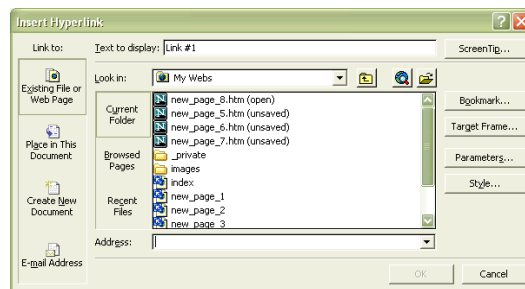 Insert Hyperlink
Link to:
Text to display: Link #1
ScreenTip...
Existing File or
Web Page
Look in: My Webs
Current
Folder
new_page_8.htm (open)
new_page_5.htm (unsaved)
new_page_6.htm (unsaved)
new_page_7.htm (unsaved)
_private
images
index
new_page_1
new_page_2
new_page_3
Bookmark...
Target Frame...
Parameters...
Style...
Place in This
Document
Browsed
Pages
Create New
Document
Recent
Files
E-mail Address
Address:
OK
Cancel